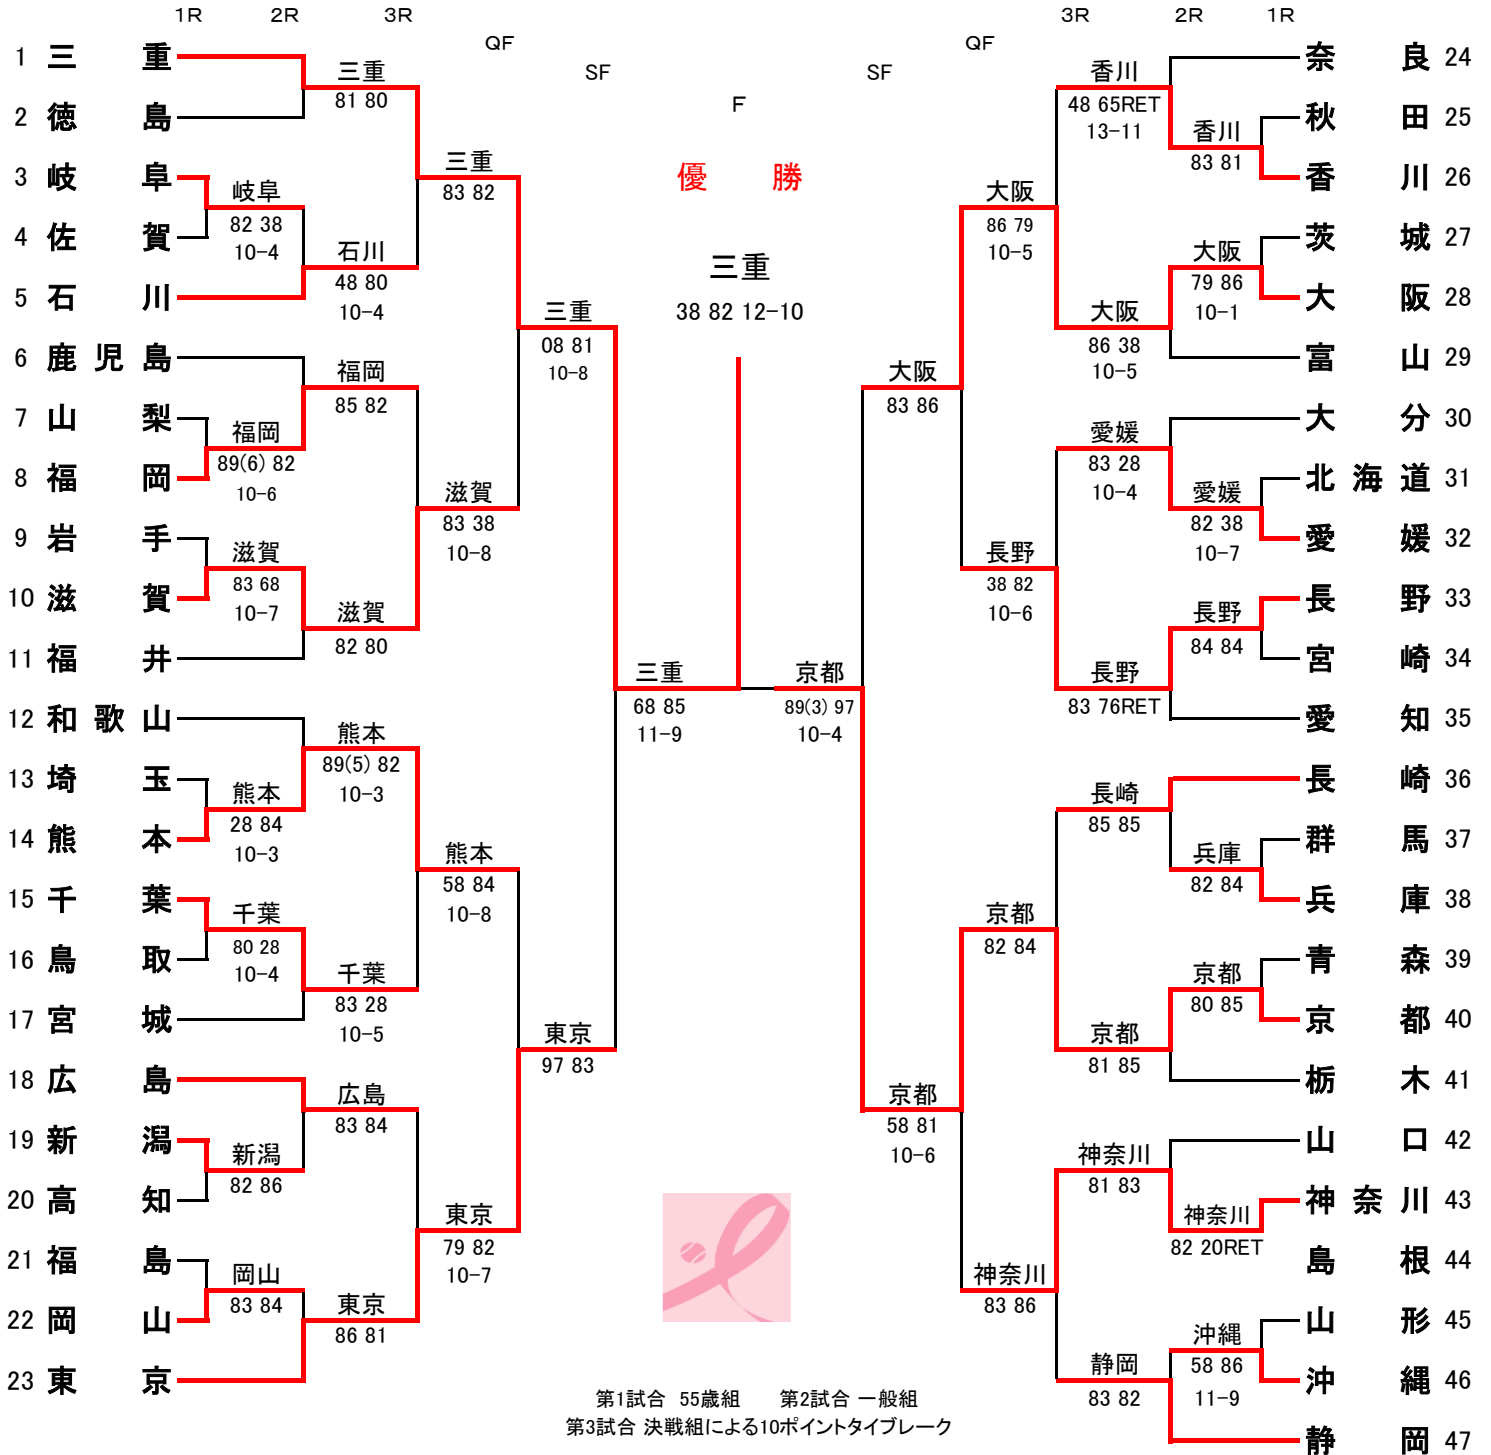 1R 2R 3R QF SF F SF QF 3R 2R 1R
1 三重
2 徳島
3 岐阜
4 佐賀
5 石川
6 鹿児島
7 山梨
8 福岡
9 岩手
10 滋賀
11 福井
12 和歌山
13 埼玉
14 熊本
15 千葉
16 鳥取
17 宮城
18 広島
19 新潟
20 高知
21 福島
22 岡山
23 東京
岐阜
82 38
10-4
福岡
89(6) 82
10-6
滋賀
83 68
10-7
熊本
28 84
10-3
千葉
80 28
10-4
新潟
82 86
岡山
83 84
三重
81 80
石川
48 80
10-4
福岡
85 82
滋賀
82 80
熊本
89(5) 82
10-3
千葉
83 28
10-5
広島
83 84
東京
86 81
三重
83 82
滋賀
83 38
10-8
熊本
58 84
10-8
東京
79 82
10-7
三重
08 81
10-8
東京
97 83
三重
68 85
11-9
優勝
三重
38 82 12-10
京都
89(3) 97
10-4
大阪
83 86
京都
58 81
10-6
大阪
86 79
10-5
長野
38 82
10-6
京都
82 84
神奈川
83 86
香川
48 65RET
13-11
大阪
86 38
10-5
愛媛
83 28
10-4
長野
83 76RET
長崎
85 85
京都
81 85
神奈川
81 83
静岡
83 82
香川
83 81
大阪
79 86
10-1
愛媛
82 38
10-7
長野
84 84
兵庫
82 84
京都
80 85
神奈川
82 20RET
沖縄
58 86
11-9
奈良 24
秋田 25
香川 26
茨城 27
大阪 28
富山 29
大分 30
北海道 31
愛媛 32
長野 33
宮崎 34
愛知 35
長崎 36
群馬 37
兵庫 38
青森 39
京都 40
栃木 41
山口 42
神奈川 43
島根 44
山形 45
沖縄 46
静岡 47
第1試合 55歳組 第2試合 一般組
第3試合 決戦組による10ポイントタイブレーク